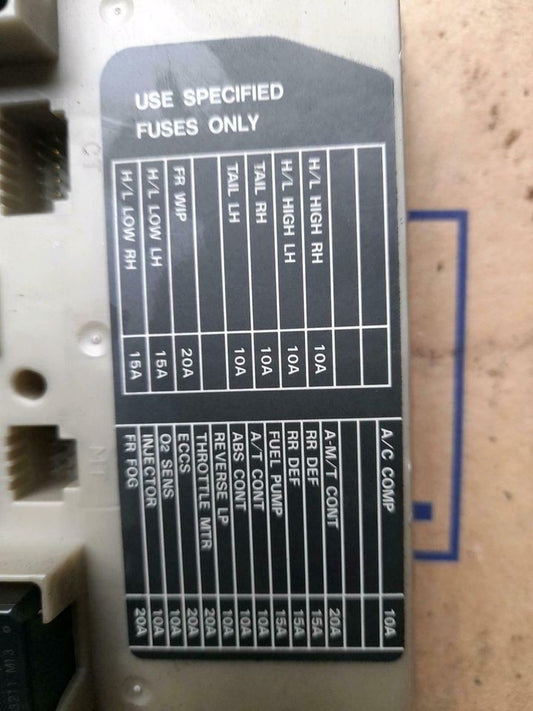 USE SPECIFIED
FUSES ONLY
H/L HIGH RH 10A
H/L HIGH LH 10A
TAIL RH 10A
TAIL LH 10A
FR WIP 20A
H/L LOW LH 15A
H/L LOW RH 15A
A/C COMP 10A
A-M/T CONT 20A
RR DEF 15A
RR DEF 15A
FUEL PUMP 15A
A/T CONT 10A
ABS CONT 10A
REVERSE LP 10A
THROTTLE MTR 20A
ECCS 20A
O2 SENS 10A
INJECTOR 10A
FR FOG 20A